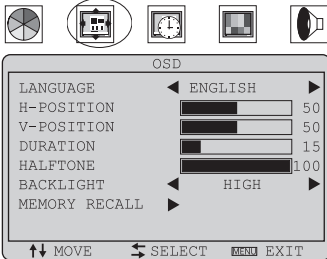 OSD
LANGUAGE ENGLISH
H-POSITION 50
V-POSITION 50
DURATION 15
HALFTONE 100
BACKLIGHT HIGH
MEMORY RECALL
MOVE SELECT MENU EXIT